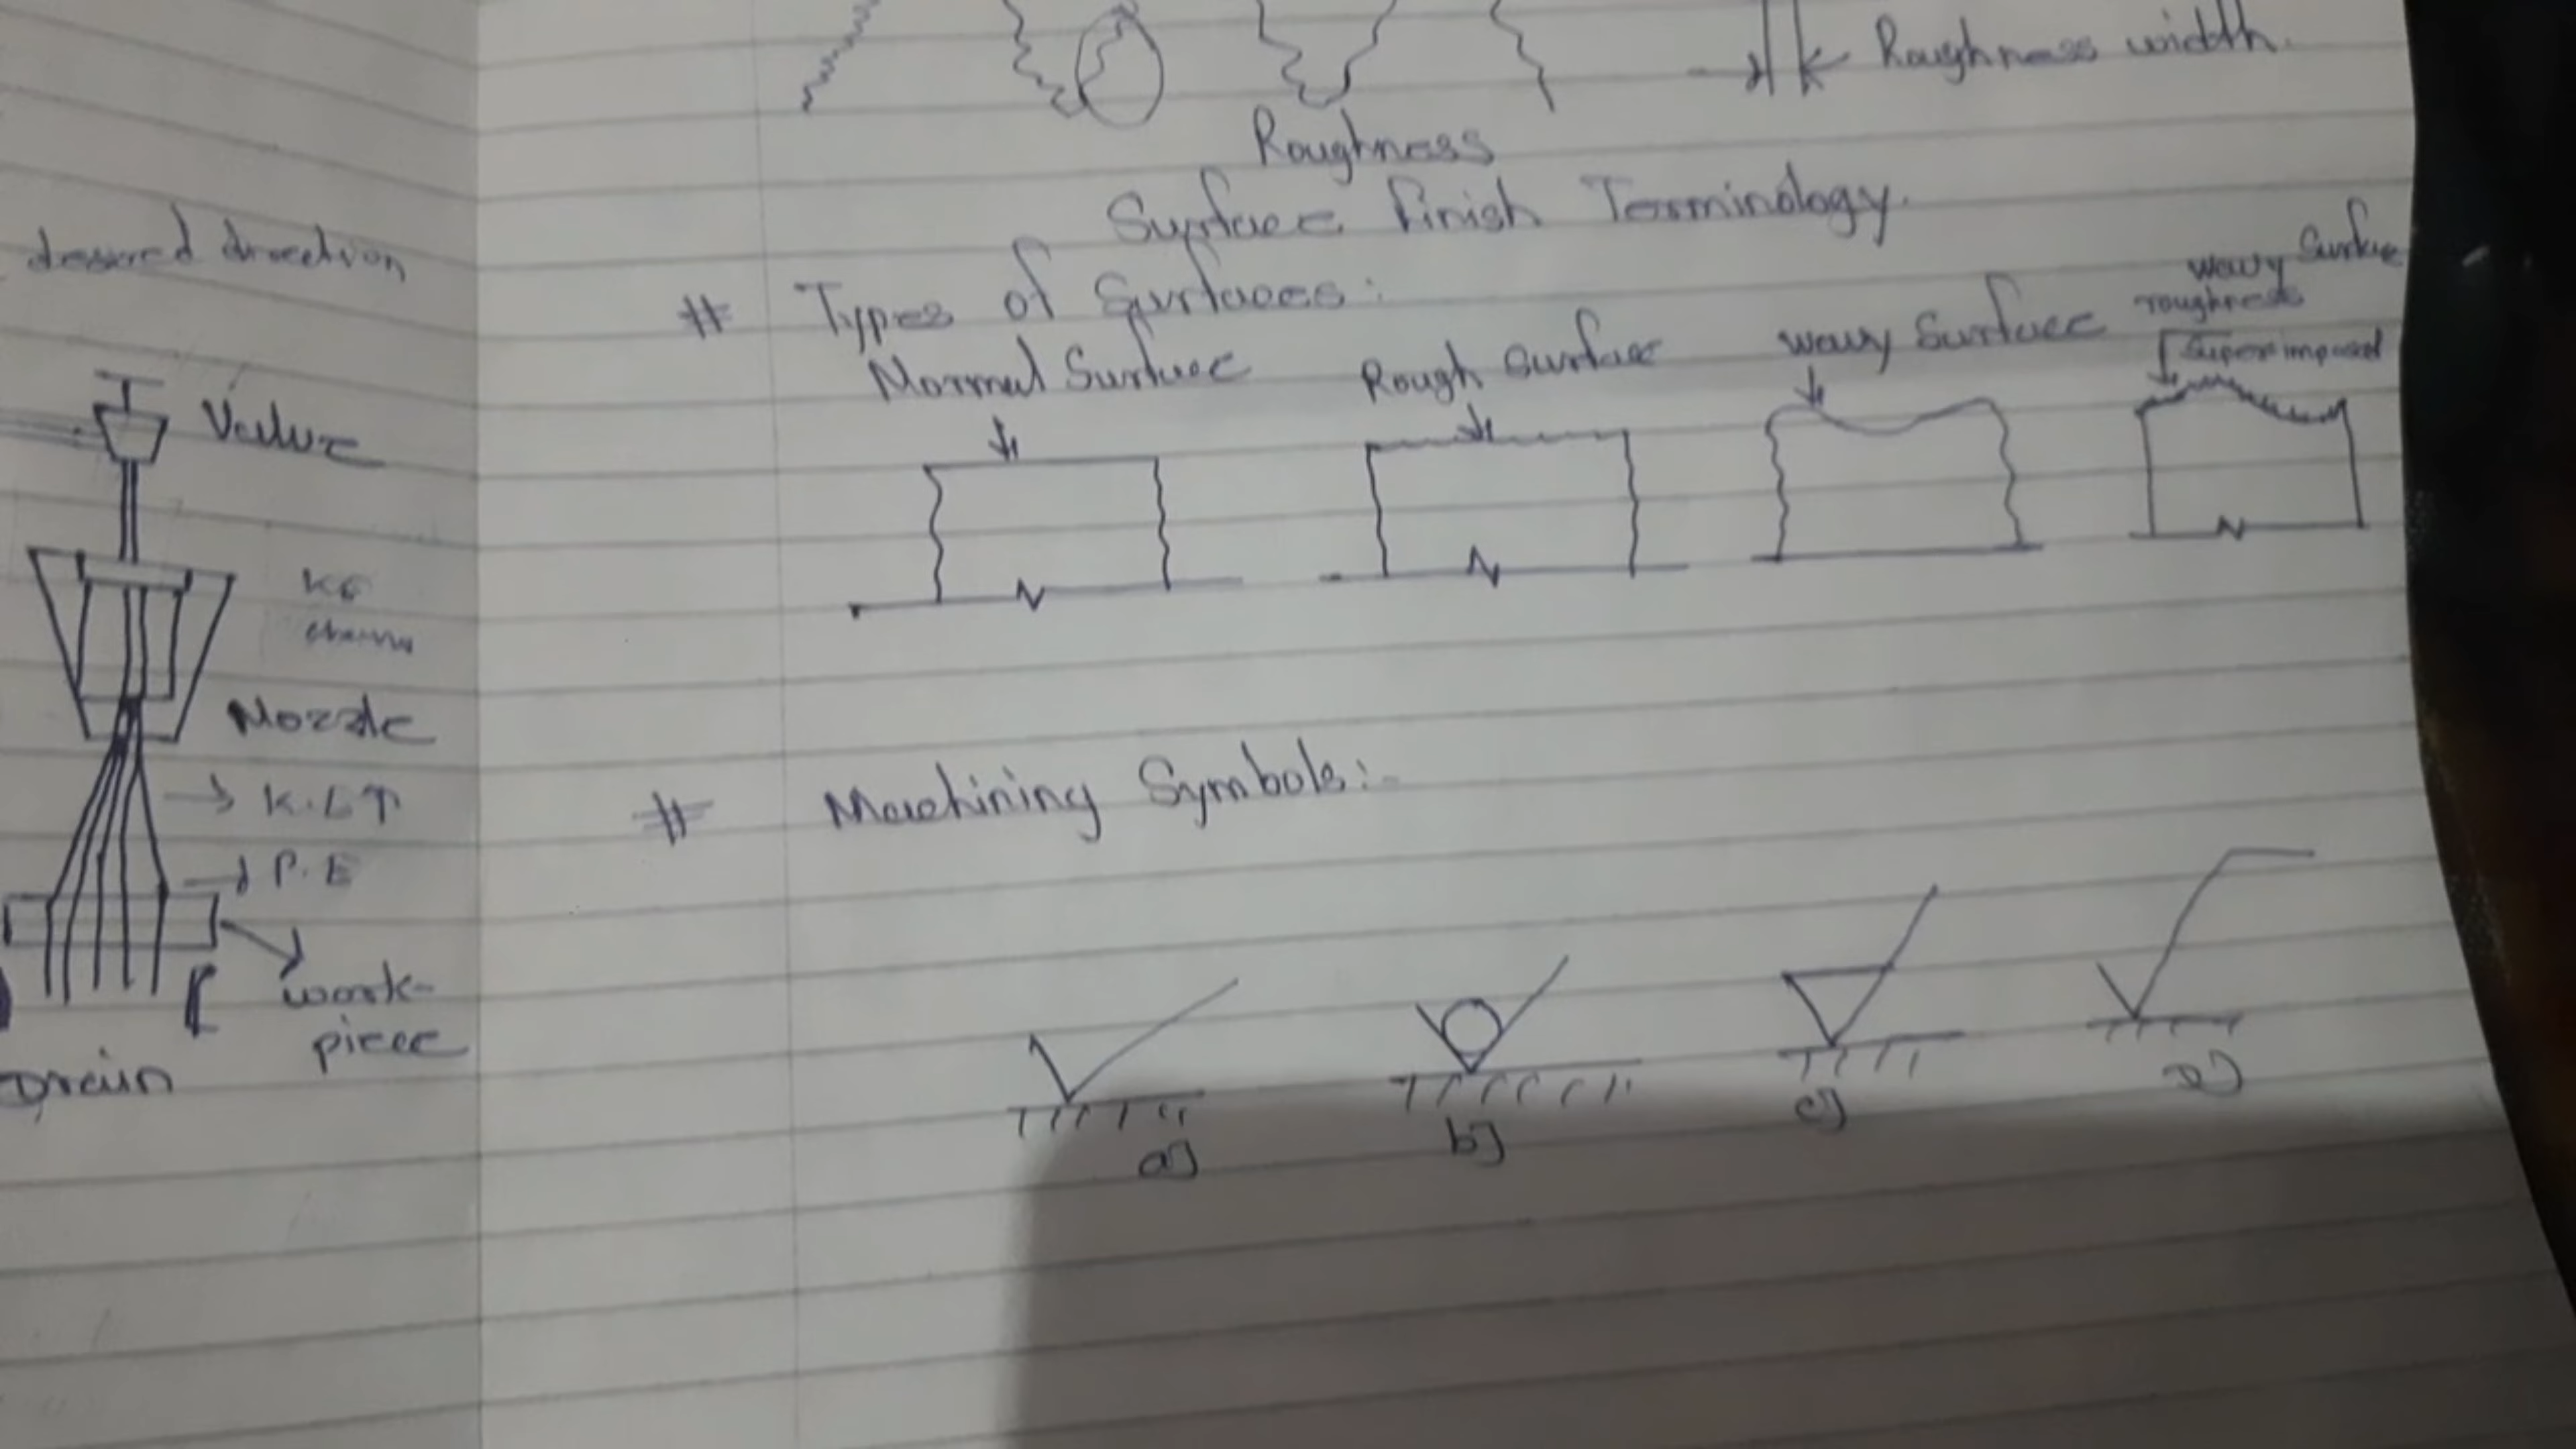 desired direction
Valve
Nozzle
→ K.E↑
→ P.E
work-
piece
Drain
Roughness width.
Roughness
Surface Finish Terminology.
# Types of Surfaces:
Normal Surface
Rough Surface
wavy Surface
wavy Surface
roughness
Superimposed
# Machining Symbols:-
a)
b)
c)